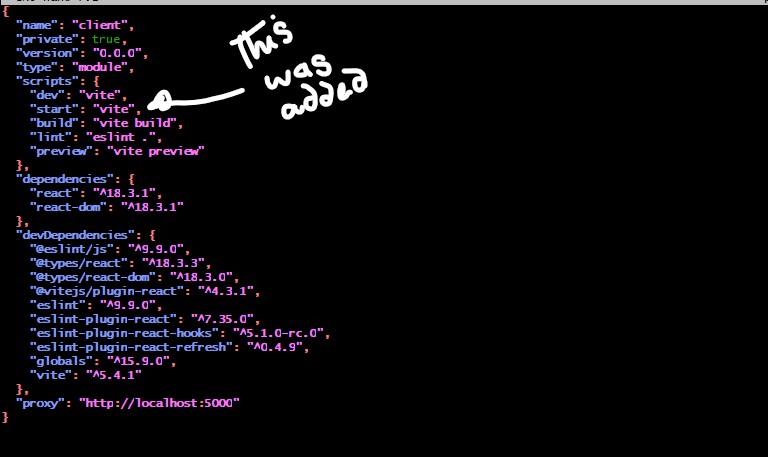 {
"name": "client",
"private": true,
"version": "0.0.0",
"type": "module",
"scripts": {
"dev": "vite",
"start": "vite",
"build": "vite build",
"lint": "eslint .",
"preview": "vite preview"
},
"dependencies": {
"react": "^18.3.1",
"react-dom": "^18.3.1"
},
"devDependencies": {
"@eslint/js": "^9.9.0",
"@types/react": "^18.3.3",
"@types/react-dom": "^18.3.0",
"@vitejs/plugin-react": "^4.3.1",
"eslint": "^9.9.0",
"eslint-plugin-react": "^7.35.0",
"eslint-plugin-react-hooks": "^5.1.0-rc.0",
"eslint-plugin-react-refresh": "^0.4.9",
"globals": "^15.9.0",
"vite": "^5.4.1"
},
"proxy": "http://localhost:5000"
}
This
was
added